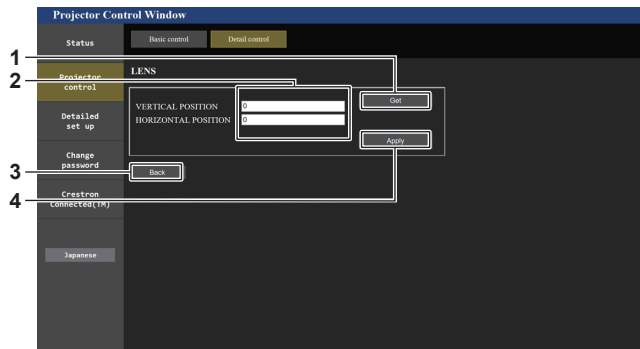 Projector Control Window
Status
Basic control
Detail control
1
2
LENS
Projector
control
VERTICAL POSITION
0
Get
HORIZONTAL POSITION
0
Detailed
set up
Apply
Change
password
3
Back
4
Crestron
Connected(TM)
Japanese